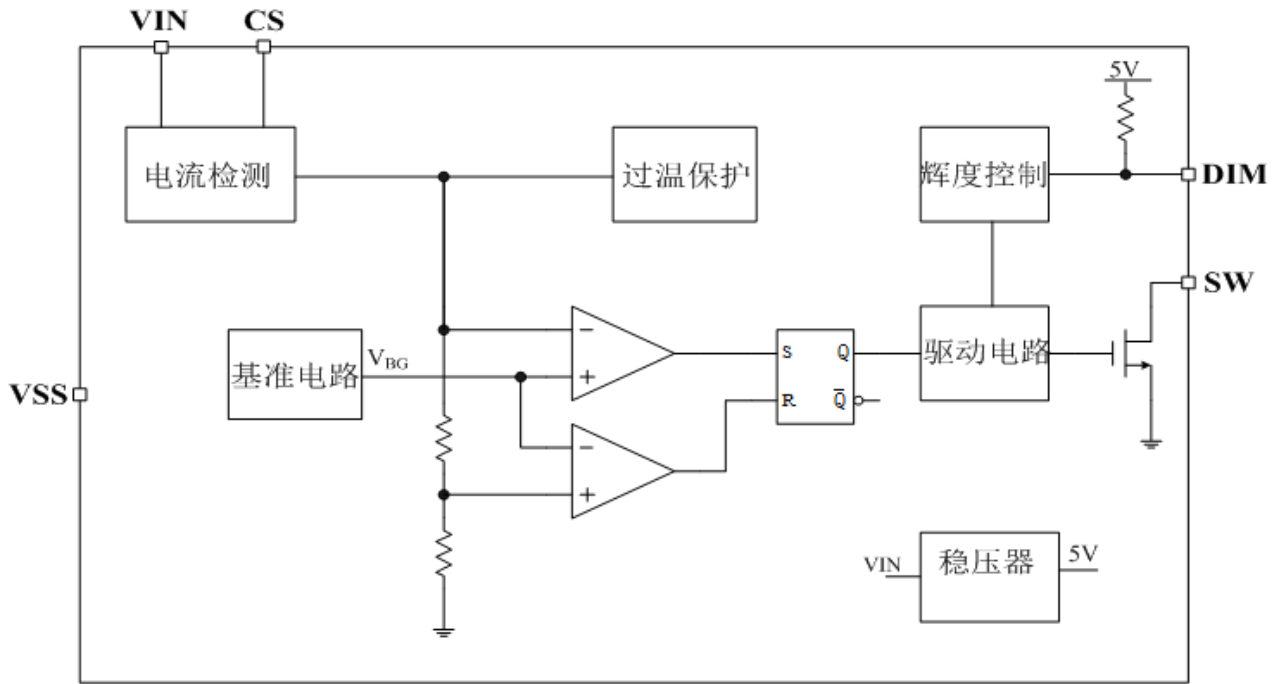 VIN CS
5V
电流检测 过温保护 辉度控制 DIM
SW
基准电路 VBG − S Q 驱动电路
VSS + R Q̅
−
+
VIN 稳压器 5V